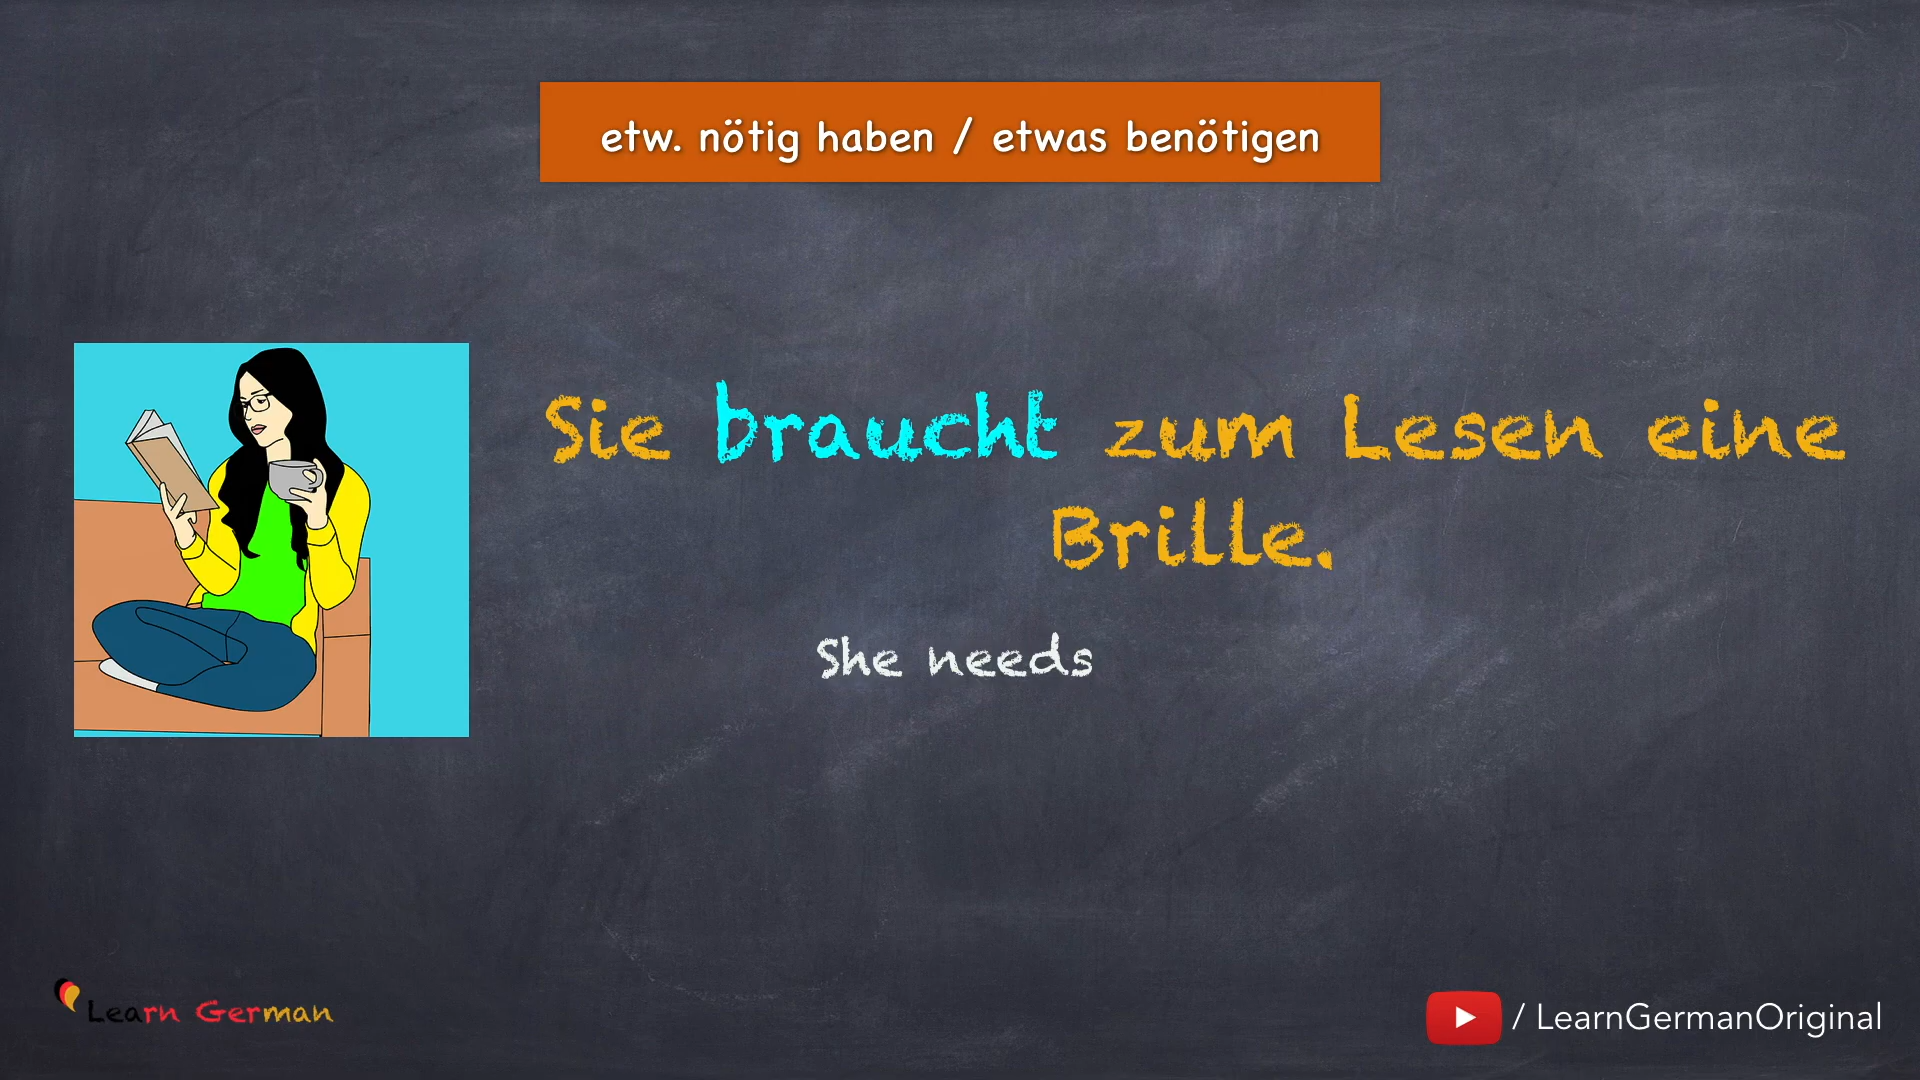 etw. nötig haben / etwas benötigen
Sie braucht zum Lesen eine
Brille.
She needs
Learn German
/ LearnGermanOriginal